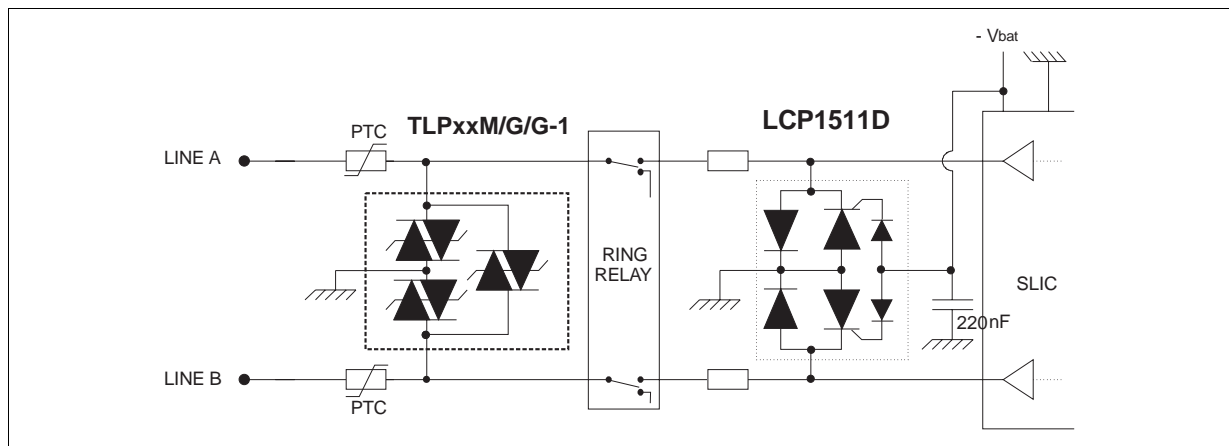 - Vbat
TLPxxM/G/G-1
LCP1511D
PTC
LINE A
RING
RELAY
SLIC
220nF
LINE B
PTC